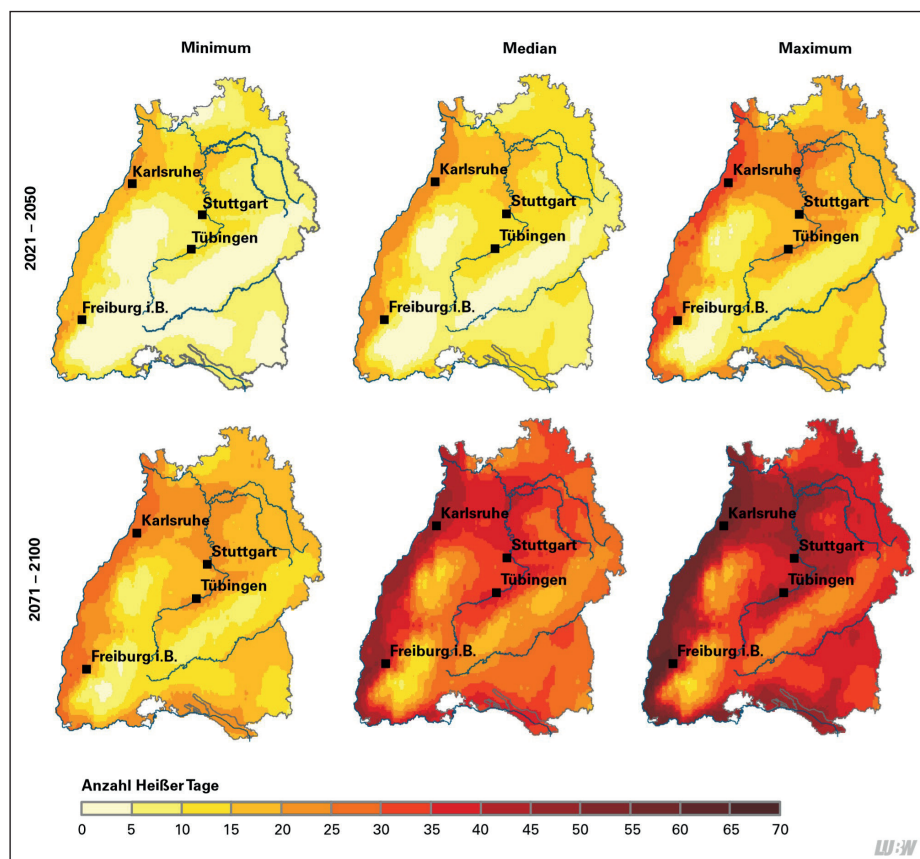 Minimum Median Maximum
2021 – 2050
Karlsruhe
Stuttgart
Tübingen
Freiburg i.B.
Karlsruhe
Stuttgart
Tübingen
Freiburg i.B.
Karlsruhe
Stuttgart
Tübingen
Freiburg i.B.
2071 – 2100
Karlsruhe
Stuttgart
Tübingen
Freiburg i.B.
Karlsruhe
Stuttgart
Tübingen
Freiburg i.B.
Karlsruhe
Stuttgart
Tübingen
Freiburg i.B.
Anzahl Heißer Tage
0 5 10 15 20 25 30 35 40 45 50 55 60 65 70
LUBW